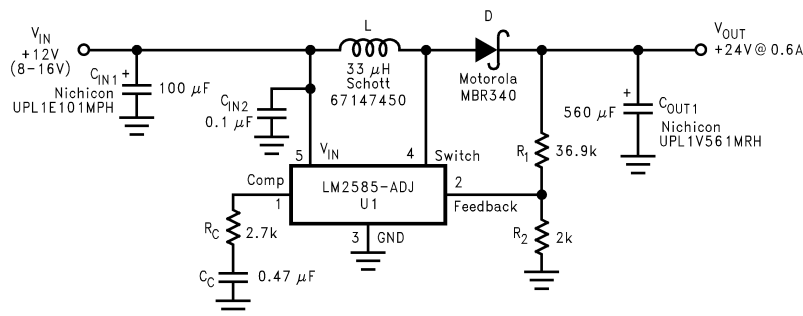 V_IN
+12V
(8-16V)
C_IN1 +
100 μF
Nichicon
UPL1E101MPH
C_IN2
0.1 μF
L
33 μH
Schott
67147450
D
Motorola
MBR340
V_OUT
+24V@0.6A
+
560 μF
C_OUT1
Nichicon
UPL1V561MRH
R_1
36.9k
5
V_IN
4
Switch
Comp
1
LM2585-ADJ
U1
2
Feedback
3
GND
R_C
2.7k
C_C
0.47 μF
R_2
2k